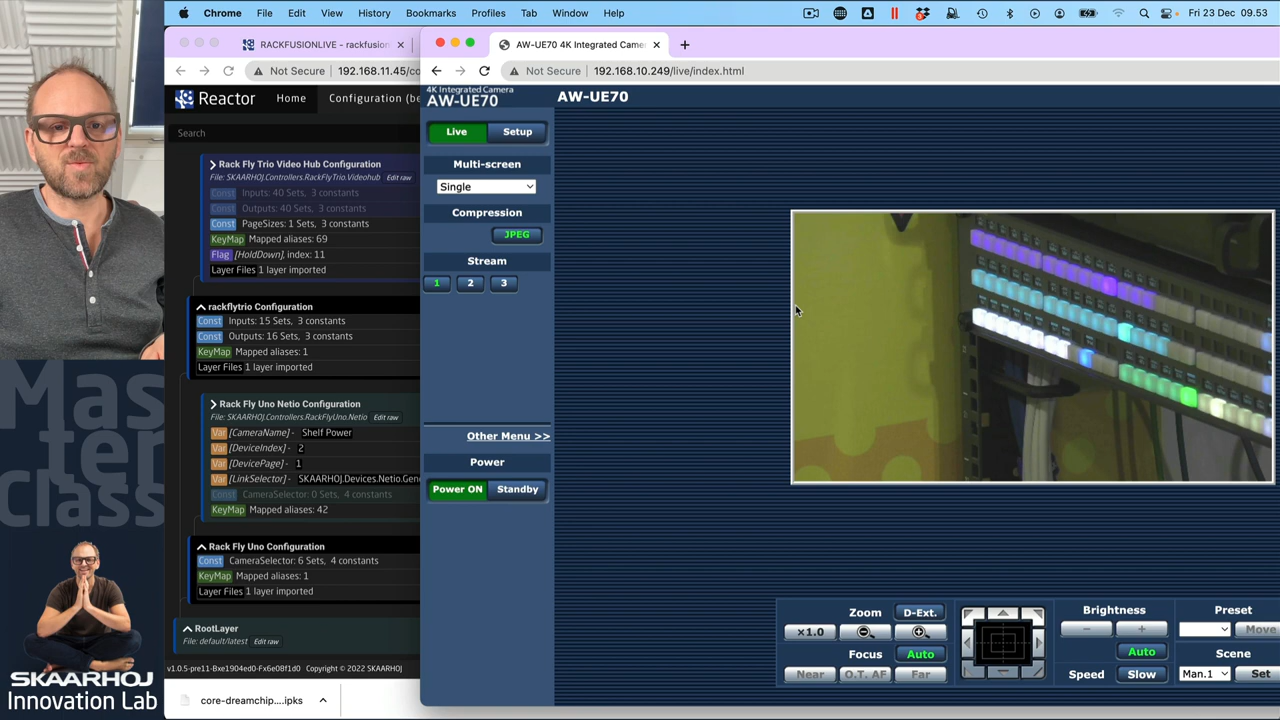 Chrome File Edit View History Bookmarks Profiles Tab Window Help Fri 23 Dec 09.53
RACKFUSIONLIVE - rackfusion
AW-UE70 4K Integrated Came
Not Secure 192.168.11.45/co
Not Secure 192.168.10.249/live/index.html
Reactor Home Configuration (be
Search
Rack Fly Trio Video Hub Configuration
File: SKAARHOJ.Controllers.RackFlyTrio.Videohub Edit raw
Const Inputs: 40 Sets, 3 constants
Const Outputs: 40 Sets, 3 constants
Const PageSizes: 1 Sets, 3 constants
KeyMap Mapped aliases: 69
Flag [HoldDown], index: 11
Layer Files 1 layer imported
rackflytrio Configuration
Const Inputs: 15 Sets, 3 constants
Const Outputs: 16 Sets, 3 constants
KeyMap Mapped aliases: 1
Layer Files 1 layer imported
Rack Fly Uno Netio Configuration
File: SKAARHOJ.Controllers.RackFlyUno.Netio Edit raw
Var [CameraName] - Shelf Power
Var [DeviceIndex] - 2
Var [DevicePage] - 1
Var [LinkSelector] - SKAARHOJ.Devices.Netio.Gen
Const CameraSelector: 0 Sets, 4 constants
KeyMap Mapped aliases: 42
Rack Fly Uno Configuration
Const CameraSelector: 6 Sets, 4 constants
KeyMap Mapped aliases: 1
Layer Files 1 layer imported
RootLayer
File: default/latest Edit raw
Copyright © 2022 SKAARHOJ
core-dreamchip....ipks
4K Integrated Camera
AW-UE70
AW-UE70
Live Setup
Multi-screen
Single
Compression
JPEG
Stream
1 2 3
Other Menu >>
Power
Power ON Standby
Zoom D-Ext.
×1.0
Focus Auto
Near O.T. AF Far
Brightness
- +
Auto
Speed Slow
Preset
Move
Scene
Man.1 Set
Mas
ter
Class
SKAARHOJ
Innovation Lab